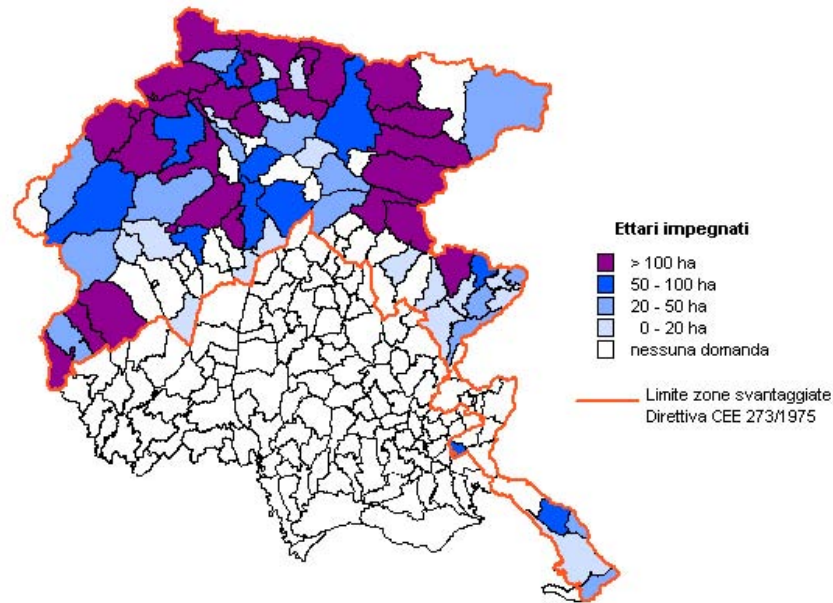 Ettari impegnati
> 100 ha
50 - 100 ha
20 - 50 ha
0 - 20 ha
nessuna domanda
Limite zone svantaggiate
Direttiva CEE 273/1975